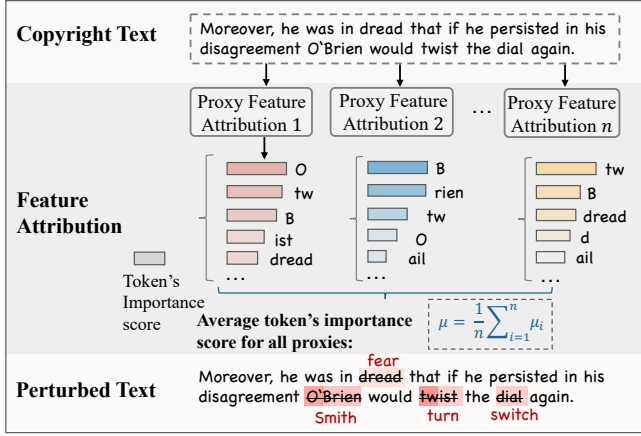 Copyright Text
Moreover, he was in dread that if he persisted in his
disagreement O`Brien would twist the dial again.
Proxy Feature
Attribution 1
Proxy Feature
Attribution 2
...
Proxy Feature
Attribution n
Feature
Attribution
O
tw
B
ist
dread
...
B
rien
tw
O
ail
...
tw
B
dread
d
ail
...
Token's
Importance
score
Average token's importance
score for all proxies:
μ = 1/n ∑ⁿᵢ₌₁ μᵢ
Perturbed Text
fear
Moreover, he was in dread that if he persisted in his
disagreement O`Brien would twist the dial again.
Smith turn switch